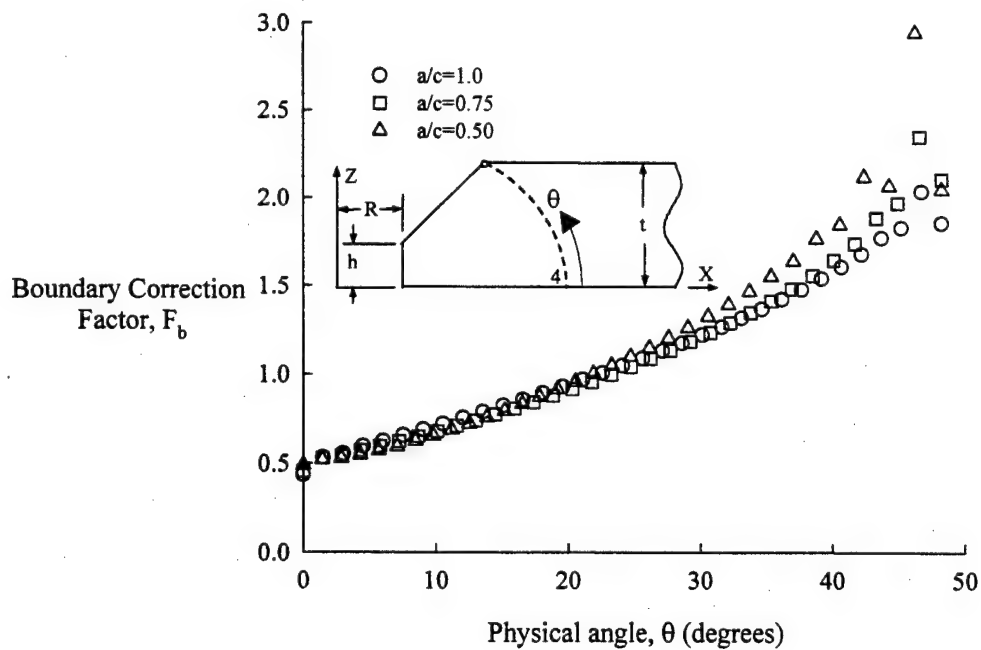 3.0
2.5
2.0
1.5
1.0
0.5
0.0
Boundary Correction
Factor, F_b
a/c=1.0
a/c=0.75
a/c=0.50
Z
R
h
θ
4
t
X
0
10
20
30
40
50
Physical angle, θ (degrees)